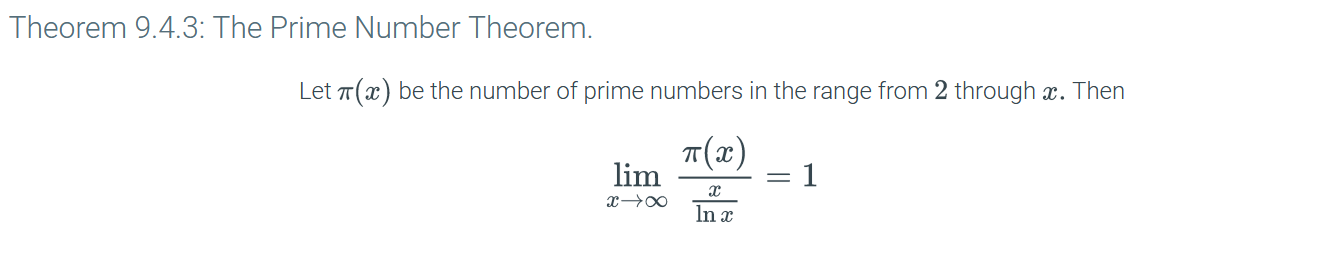 Theorem 9.4.3: The Prime Number Theorem.
Let π(x) be the number of prime numbers in the range from 2 through x. Then
lim x→∞ π(x) / (x / ln x) = 1